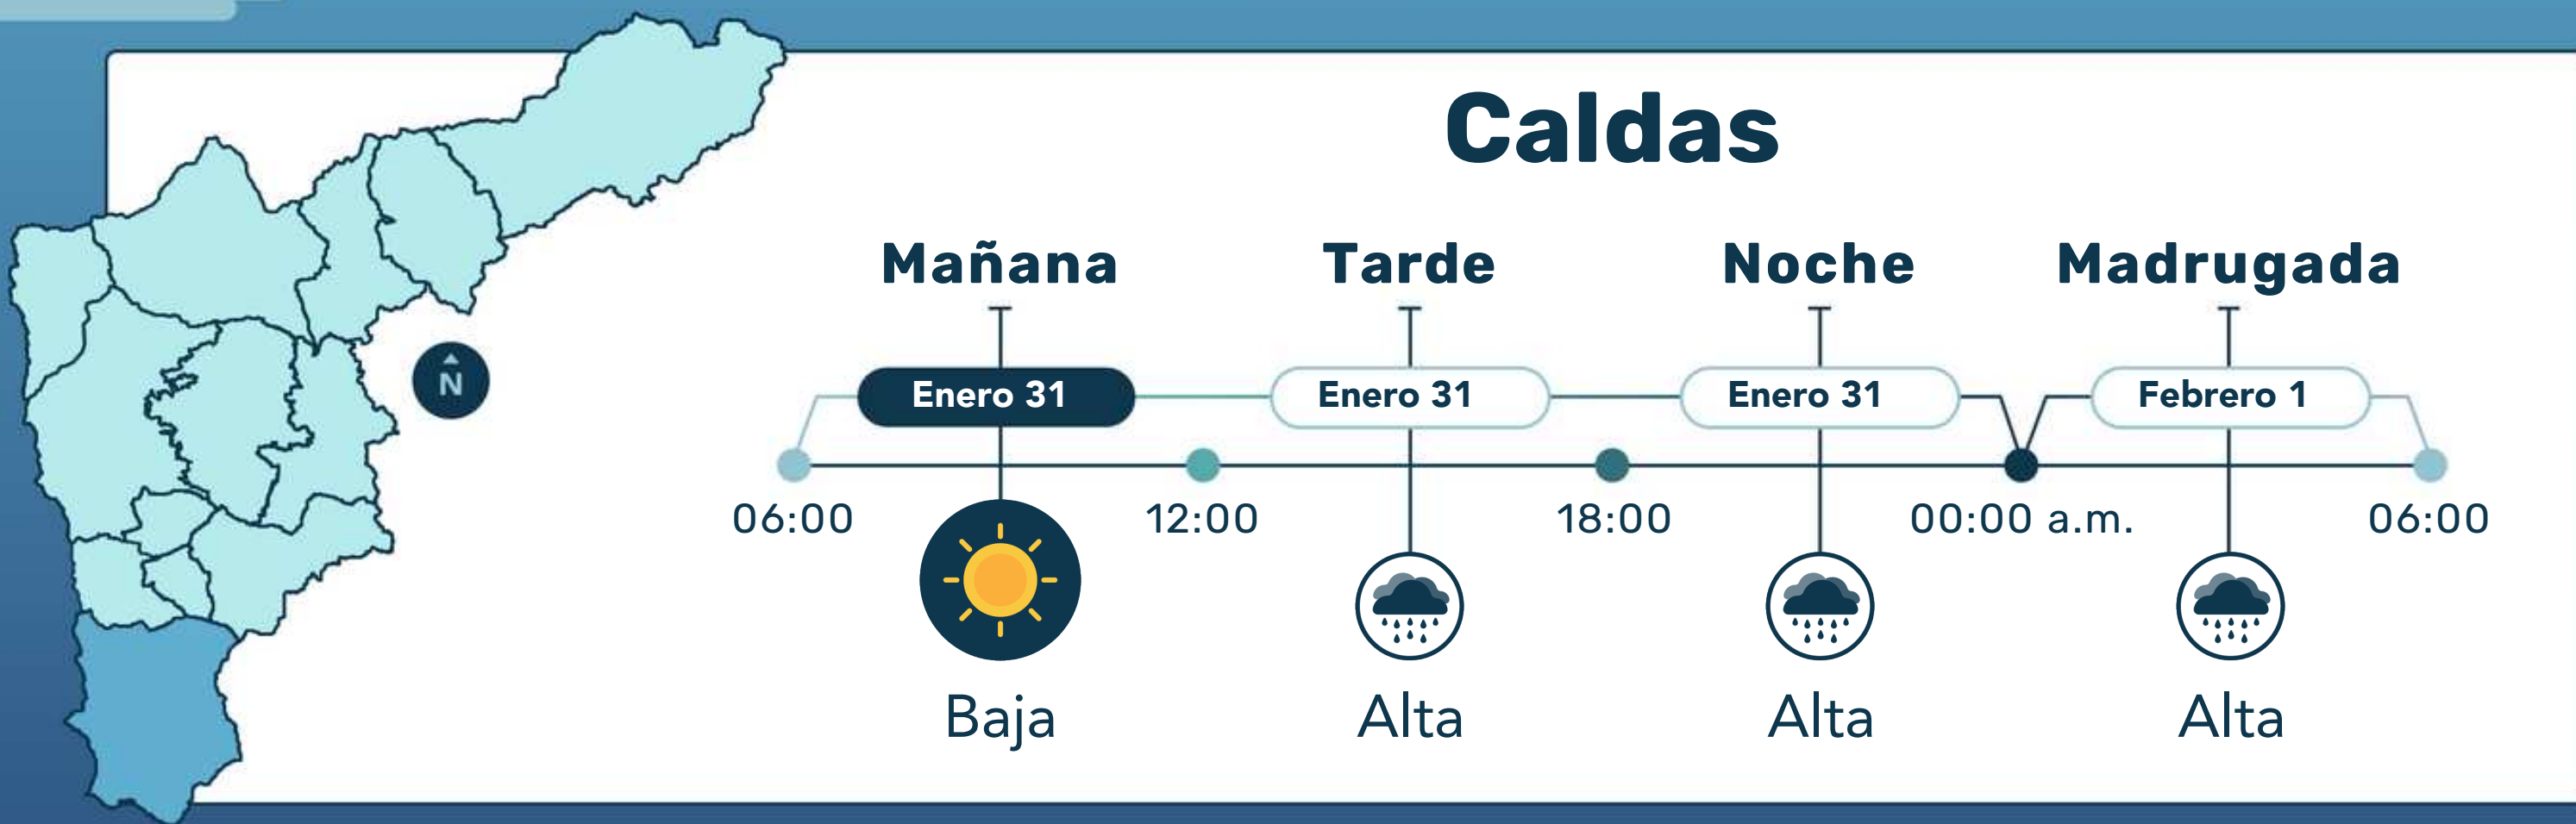 Caldas
Mañana Tarde Noche Madrugada
N
Enero 31 Enero 31 Enero 31 Febrero 1
06:00 12:00 18:00 00:00 a.m. 06:00
Baja Alta Alta Alta